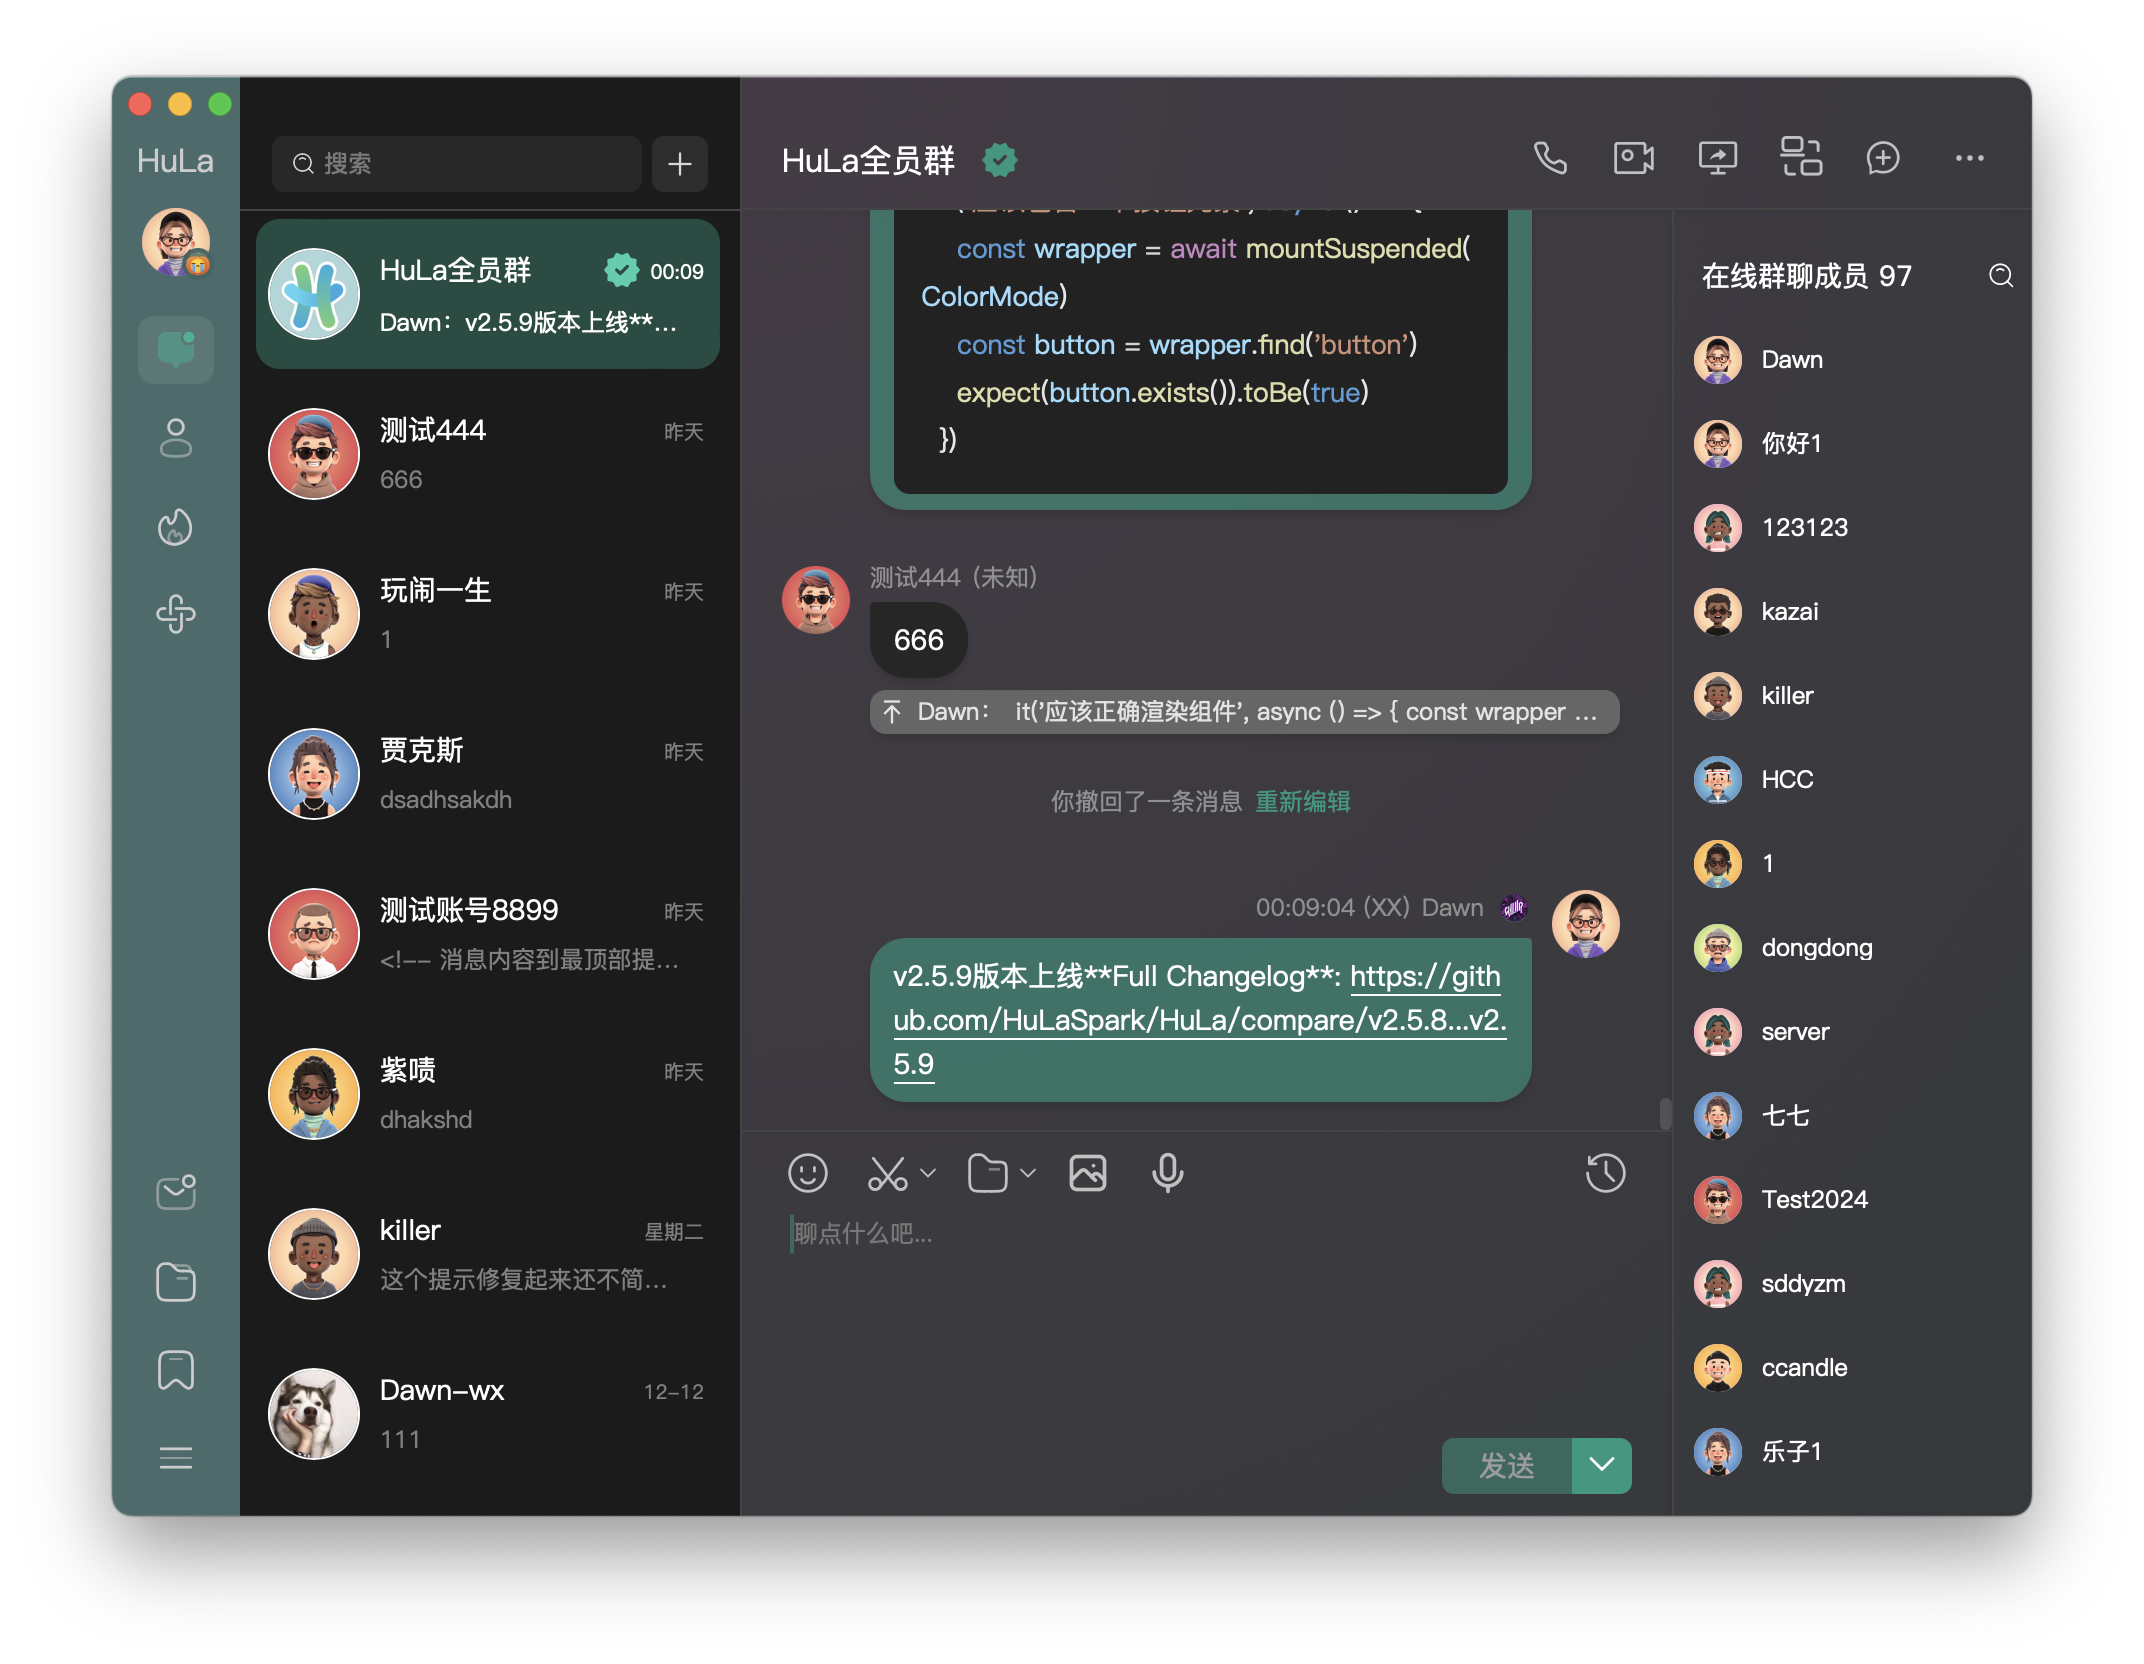 HuLa
搜索
HuLa全员群
00:09
Dawn：v2.5.9版本上线**...
测试444
昨天
666
玩闹一生
昨天
1
贾克斯
昨天
dsadhsakdh
测试账号8899
昨天
<!-- 消息内容到最顶部提...
紫啧
昨天
dhakshd
killer
星期二
这个提示修复起来还不简...
Dawn-wx
12-12
111
HuLa全员群
const wrapper = await mountSuspended(
ColorMode)
const button = wrapper.find('button')
expect(button.exists()).toBe(true)
})
测试444（未知）
666
Dawn： it('应该正确渲染组件', async () => { const wrapper ...
你撤回了一条消息 重新编辑
00:09:04 (XX) Dawn
v2.5.9版本上线**Full Changelog**: https://gith
ub.com/HuLaSpark/HuLa/compare/v2.5.8...v2.
5.9
聊点什么吧...
发送
在线群聊成员 97
Dawn
你好1
123123
kazai
killer
HCC
1
dongdong
server
七七
Test2024
sddyzm
ccandle
乐子1